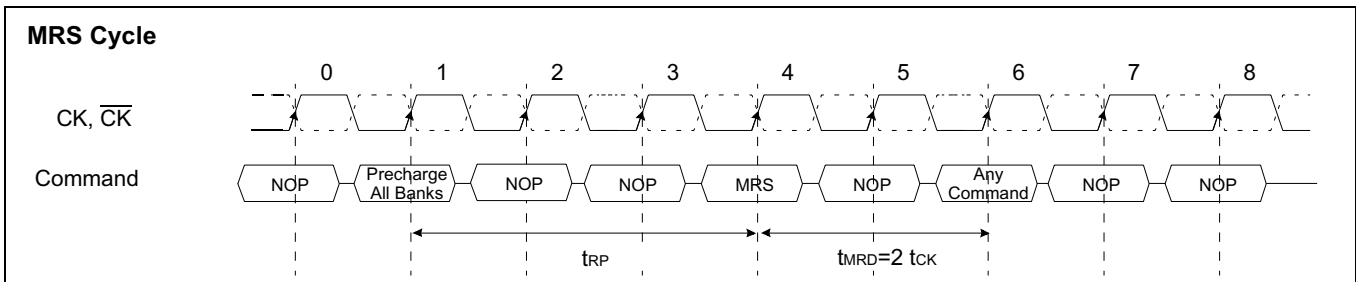 MRS Cycle
0 1 2 3 4 5 6 7 8
CK, C̅K̅
Command
NOP Precharge All Banks NOP NOP MRS NOP Any Command NOP NOP
tRP tMRD=2 tCK